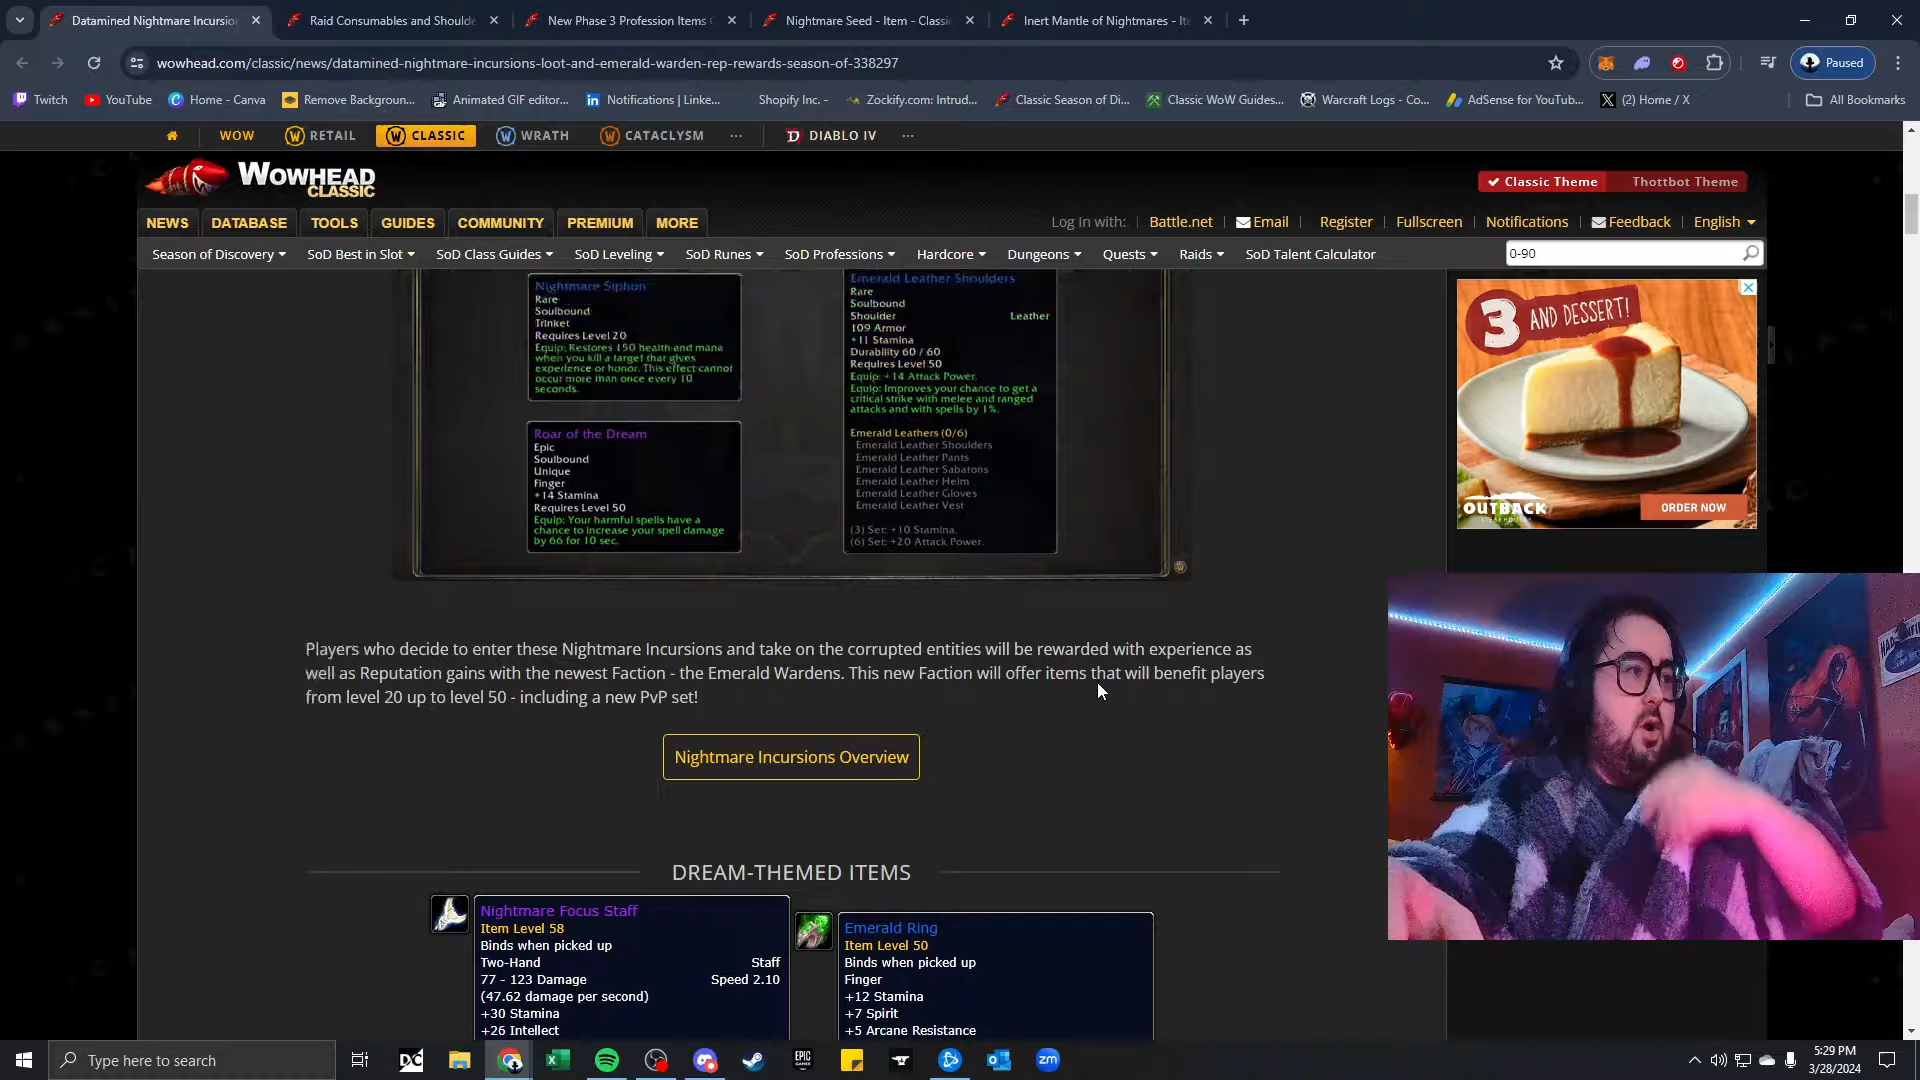 Datamined Nightmare Incursio
Raid Consumables and Shoulde
New Phase 3 Profession Items
Nightmare Seed - Item - Classi
Inert Mantle of Nightmares - Ite
wowhead.com/classic/news/datamined-nightmare-incursions-loot-and-emerald-warden-rep-rewards-season-of-338297
Paused
Twitch
YouTube
Home - Canva
Remove Backgroun...
Animated GIF editor...
Notifications | Linke...
Shopify Inc. -
Zockify.com: Intrud...
Classic Season of Di...
Classic WoW Guides...
Warcraft Logs - Co...
AdSense for YouTub...
(2) Home / X
All Bookmarks
WOW
RETAIL
CLASSIC
WRATH
CATACLYSM
DIABLO IV
WOWHEAD
CLASSIC
Classic Theme
Thottbot Theme
NEWS
DATABASE
TOOLS
GUIDES
COMMUNITY
PREMIUM
MORE
Log in with:
Battle.net
Email
Register
Fullscreen
Notifications
Feedback
English
Season of Discovery
SoD Best in Slot
SoD Class Guides
SoD Leveling
SoD Runes
SoD Professions
Hardcore
Dungeons
Quests
Raids
SoD Talent Calculator
0-90
Nightmare Siphon
Rare
Soulbound
Trinket
Requires Level 20
Equip: Restores 150 health and mana
when you kill a target that gives
experience or honor. This effect cannot
occur more than once every 10
seconds.
Roar of the Dream
Epic
Soulbound
Unique
Finger
+14 Stamina
Requires Level 50
Equip: Your harmful spells have a
chance to increase your spell damage
by 66 for 10 sec.
Emerald Leather Shoulders
Rare
Soulbound
Shoulder Leather
109 Armor
+11 Stamina
Durability 60 / 60
Requires Level 50
Equip: +14 Attack Power.
Equip: Improves your chance to get a
critical strike with melee and ranged
attacks and with spells by 1%.
Emerald Leathers (0/6)
Emerald Leather Shoulders
Emerald Leather Pants
Emerald Leather Sabatons
Emerald Leather Helm
Emerald Leather Gloves
Emerald Leather Vest
(3) Set: +10 Stamina.
(6) Set: +20 Attack Power.
3 AND DESSERT!
OUTBACK
STEAKHOUSE
ORDER NOW
Players who decide to enter these Nightmare Incursions and take on the corrupted entities will be rewarded with experience as
well as Reputation gains with the newest Faction - the Emerald Wardens. This new Faction will offer items that will benefit players
from level 20 up to level 50 - including a new PvP set!
Nightmare Incursions Overview
DREAM-THEMED ITEMS
Nightmare Focus Staff
Item Level 58
Binds when picked up
Two-Hand Staff
77 - 123 Damage Speed 2.10
(47.62 damage per second)
+30 Stamina
+26 Intellect
Emerald Ring
Item Level 50
Binds when picked up
Finger
+12 Stamina
+7 Spirit
+5 Arcane Resistance
Type here to search
DC
EPIC
GAMES
zm
5:29 PM
3/28/2024